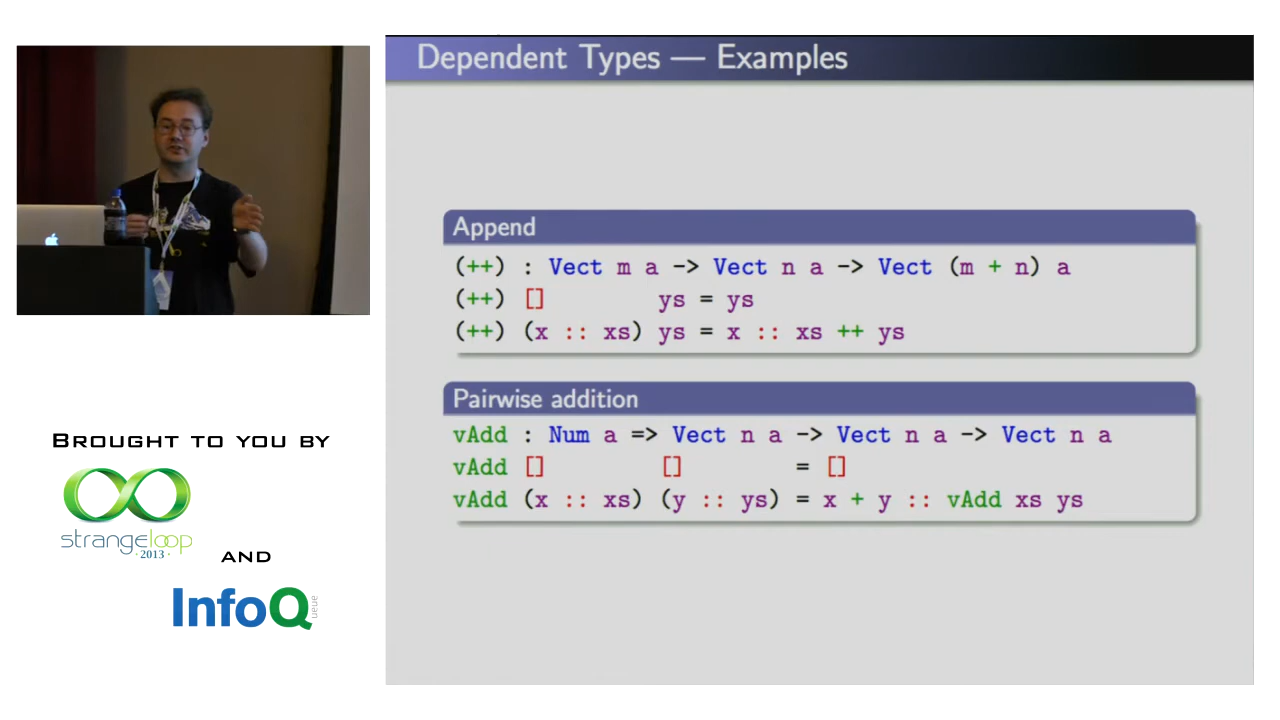 Dependent Types — Examples
Append
(++) : Vect m a -> Vect n a -> Vect (m + n) a
(++) []       ys = ys
(++) (x :: xs) ys = x :: xs ++ ys
Pairwise addition
vAdd : Num a => Vect n a -> Vect n a -> Vect n a
vAdd []        []        = []
vAdd (x :: xs) (y :: ys) = x + y :: vAdd xs ys
BROUGHT TO YOU BY
strangeloop
· 2013 ·
AND
InfoQ